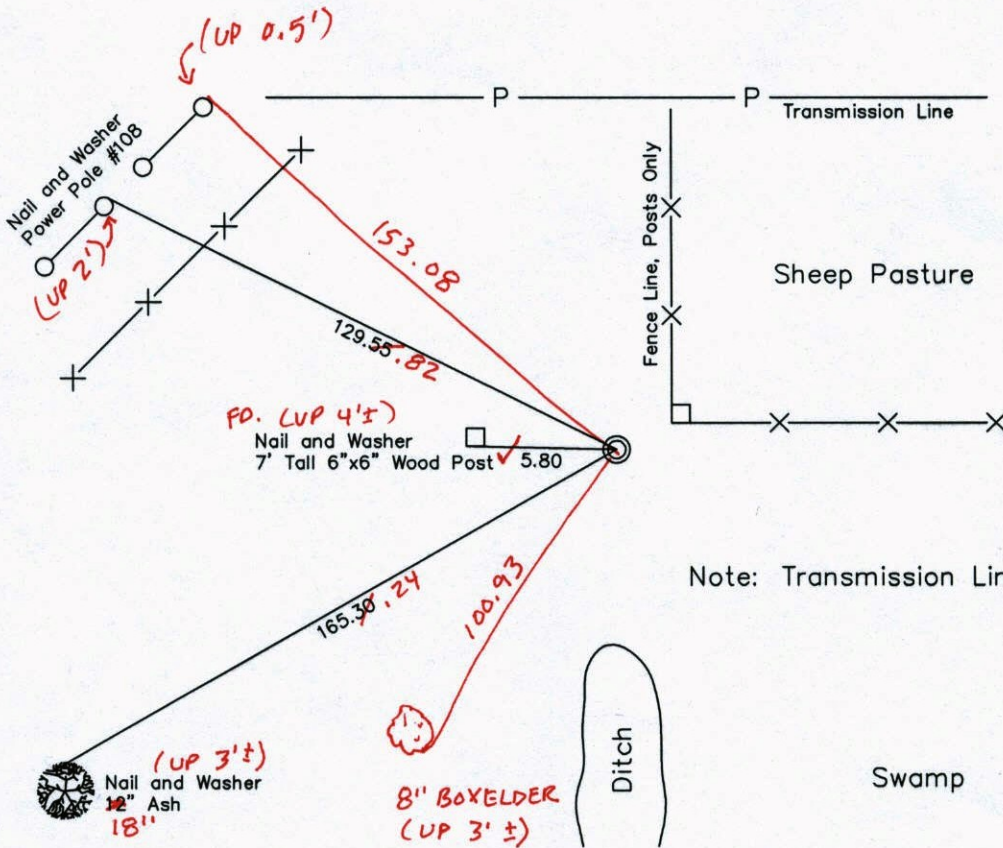 (UP 0.5')
P
P
Transmission Line
Nail and Washer
Power Pole #108
(UP 2')
153.08
Fence Line, Posts Only
Sheep Pasture
129.55 .82
FD. (UP 4'±)
Nail and Washer
7' Tall 6"x6" Wood Post ✓ 5.80
Note: Transmission Lin
165.30 .24
100.93
(UP 3'±)
Nail and Washer
12" Ash
18"
8" BOXELDER
(UP 3' ±)
Ditch
Swamp